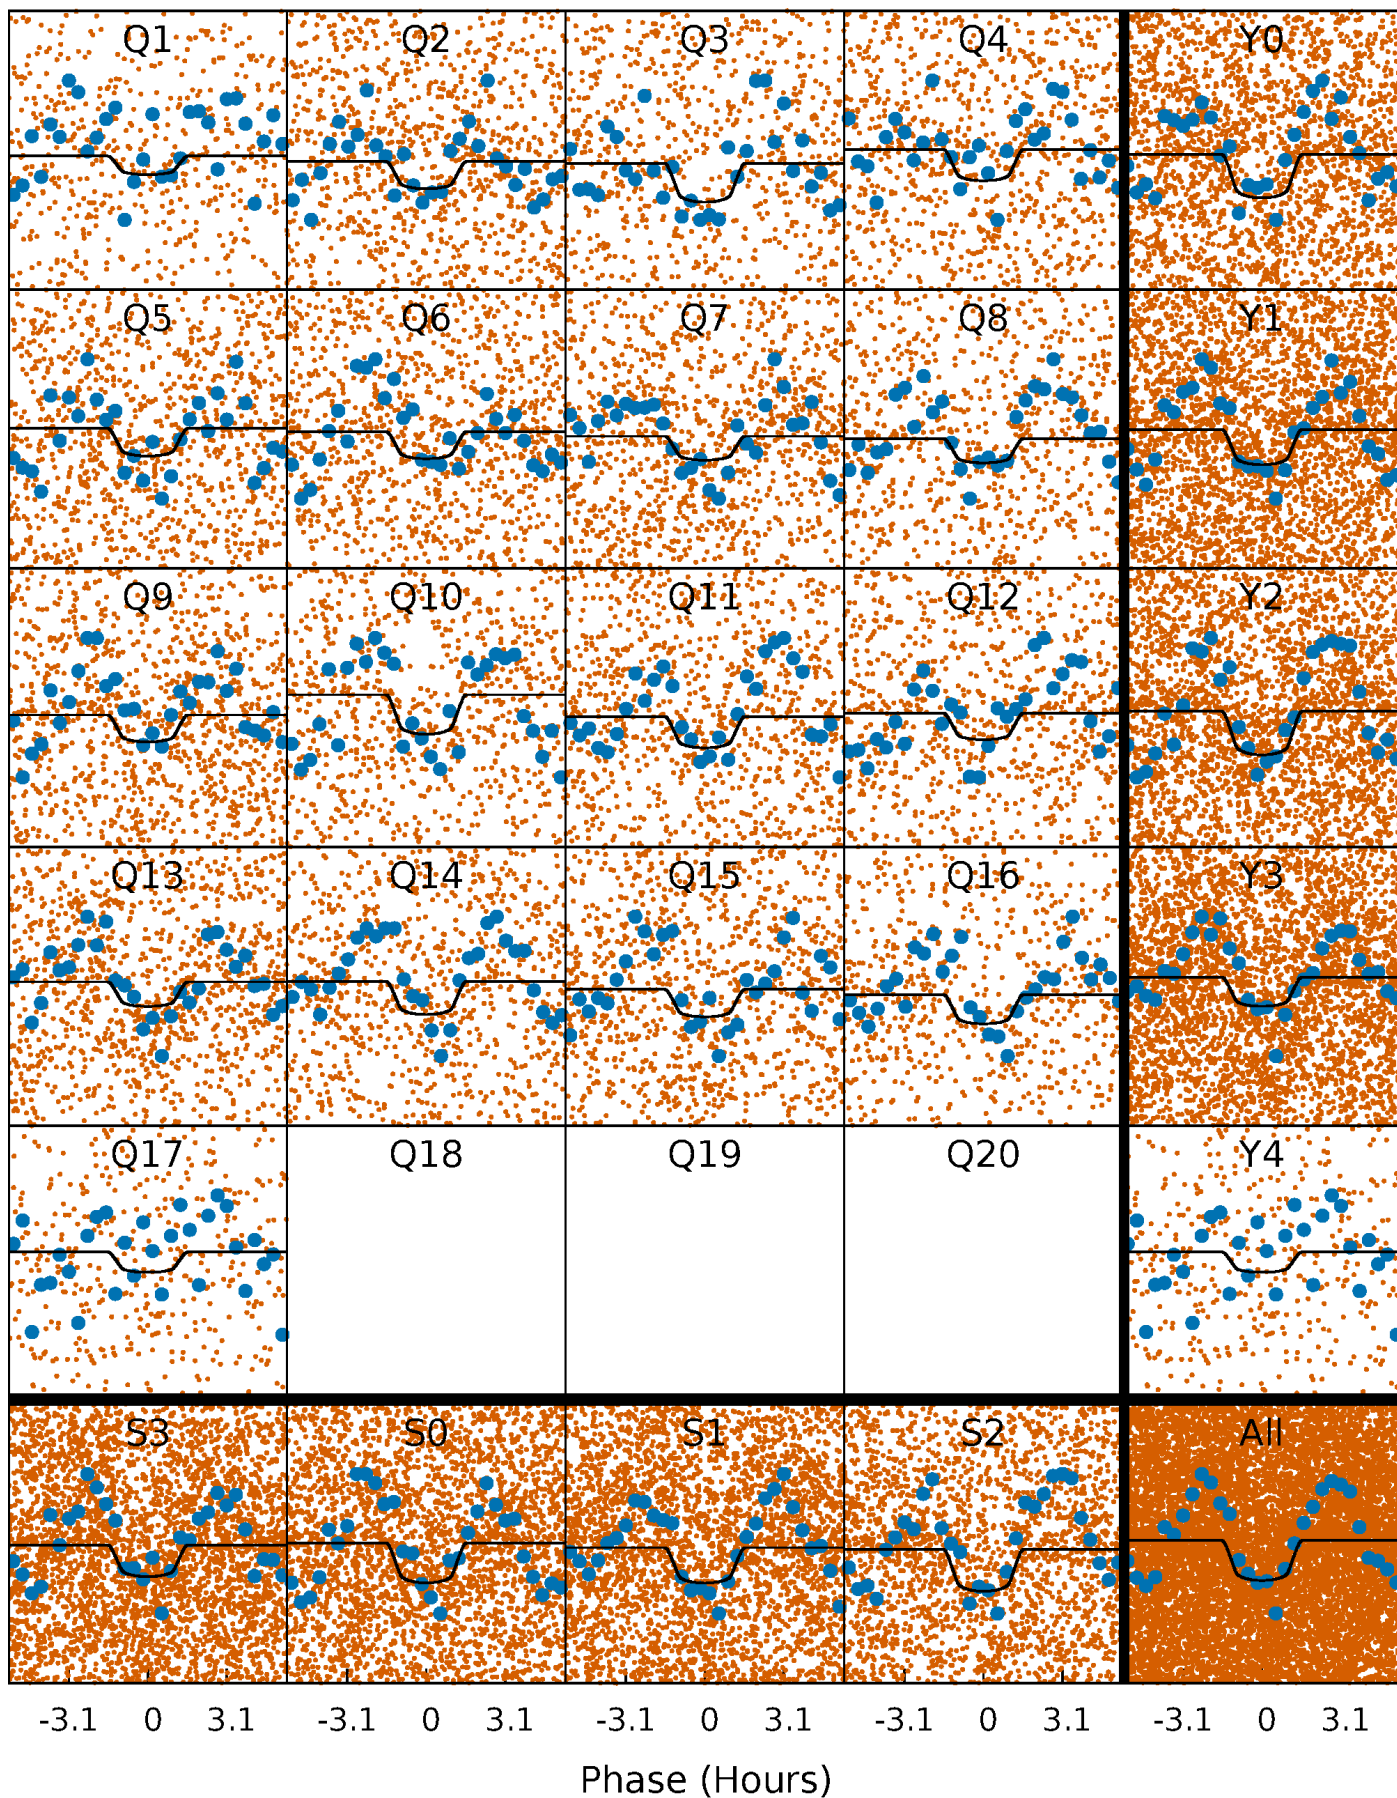 Q1 Q2 Q3 Q4 Y0
Q5 Q6 Q7 Q8 Y1
Q9 Q10 Q11 Q12 Y2
Q13 Q14 Q15 Q16 Y3
Q17 Q18 Q19 Q20 Y4
S3 S0 S1 S2 All
-3.1 0 3.1 -3.1 0 3.1 -3.1 0 3.1 -3.1 0 3.1 -3.1 0 3.1
Phase (Hours)